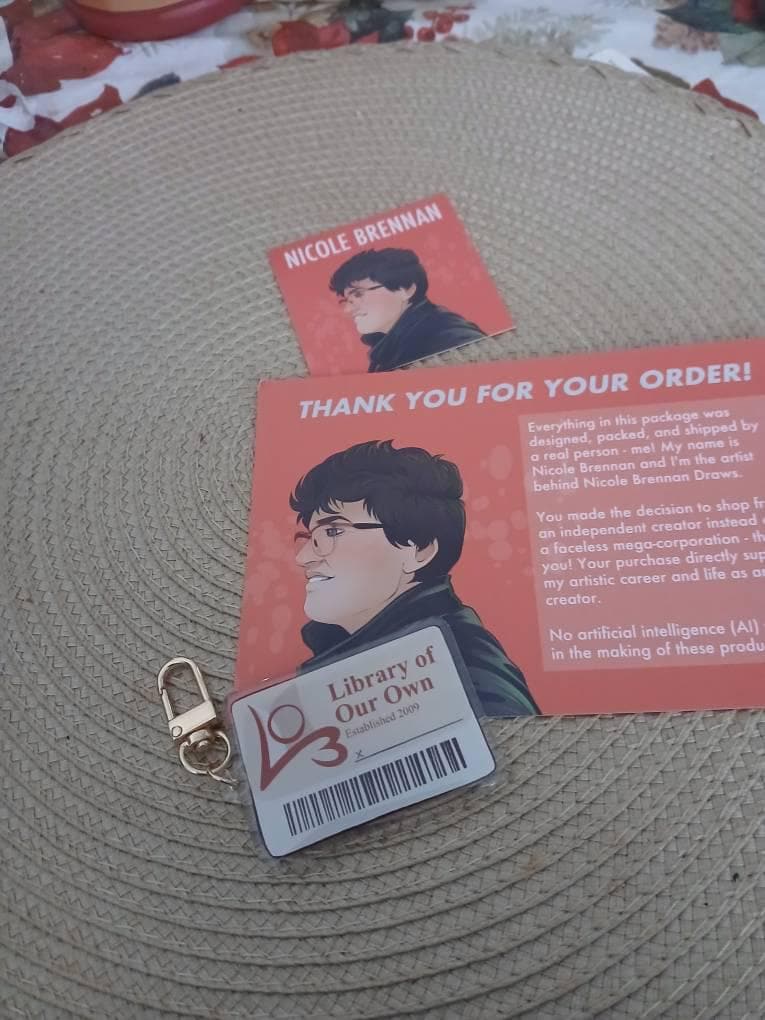 NICOLE BRENNAN
THANK YOU FOR YOUR ORDER!
Everything in this package was
designed, packed, and shipped by
a real person - me! My name is
Nicole Brennan and I'm the artist
behind Nicole Brennan Draws.
You made the decision to shop
an independent creator instead
a faceless mega-corporation -
you! Your purchase directly
my artistic career and life as
creator.
No artificial intelligence (AI)
in the making of these
Library of
Our Own
Established 2009
x